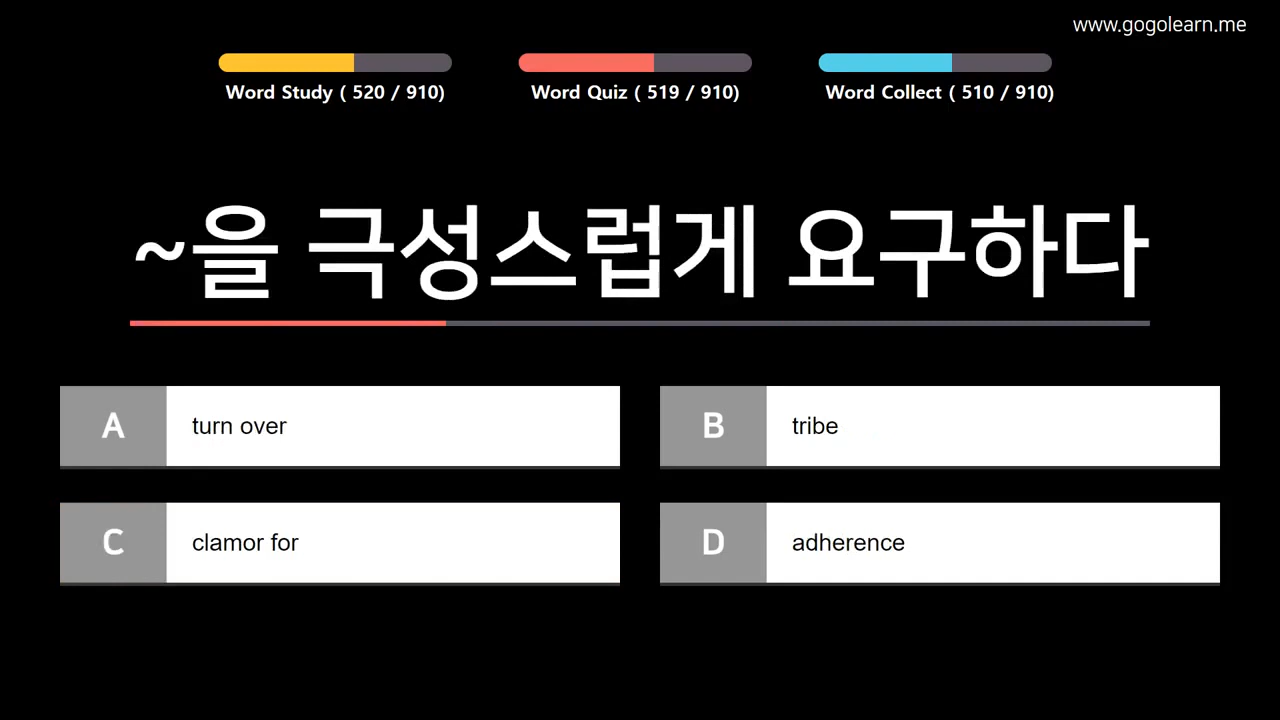 www.gogolearn.me
Word Study ( 520 / 910)
Word Quiz ( 519 / 910)
Word Collect ( 510 / 910)
~을 극성스럽게 요구하다
A turn over
B tribe
C clamor for
D adherence